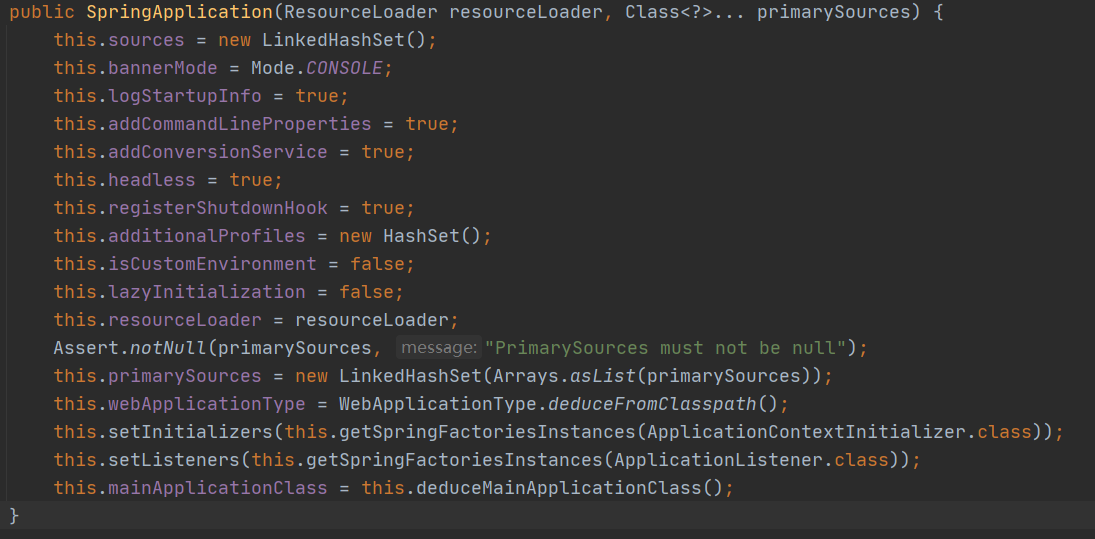 public SpringApplication(ResourceLoader resourceLoader, Class<?>... primarySources) {
    this.sources = new LinkedHashSet();
    this.bannerMode = Mode.CONSOLE;
    this.logStartupInfo = true;
    this.addCommandLineProperties = true;
    this.addConversionService = true;
    this.headless = true;
    this.registerShutdownHook = true;
    this.additionalProfiles = new HashSet();
    this.isCustomEnvironment = false;
    this.lazyInitialization = false;
    this.resourceLoader = resourceLoader;
    Assert.notNull(primarySources, message: "PrimarySources must not be null");
    this.primarySources = new LinkedHashSet(Arrays.asList(primarySources));
    this.webApplicationType = WebApplicationType.deduceFromClasspath();
    this.setInitializers(this.getSpringFactoriesInstances(ApplicationContextInitializer.class));
    this.setListeners(this.getSpringFactoriesInstances(ApplicationListener.class));
    this.mainApplicationClass = this.deduceMainApplicationClass();
}